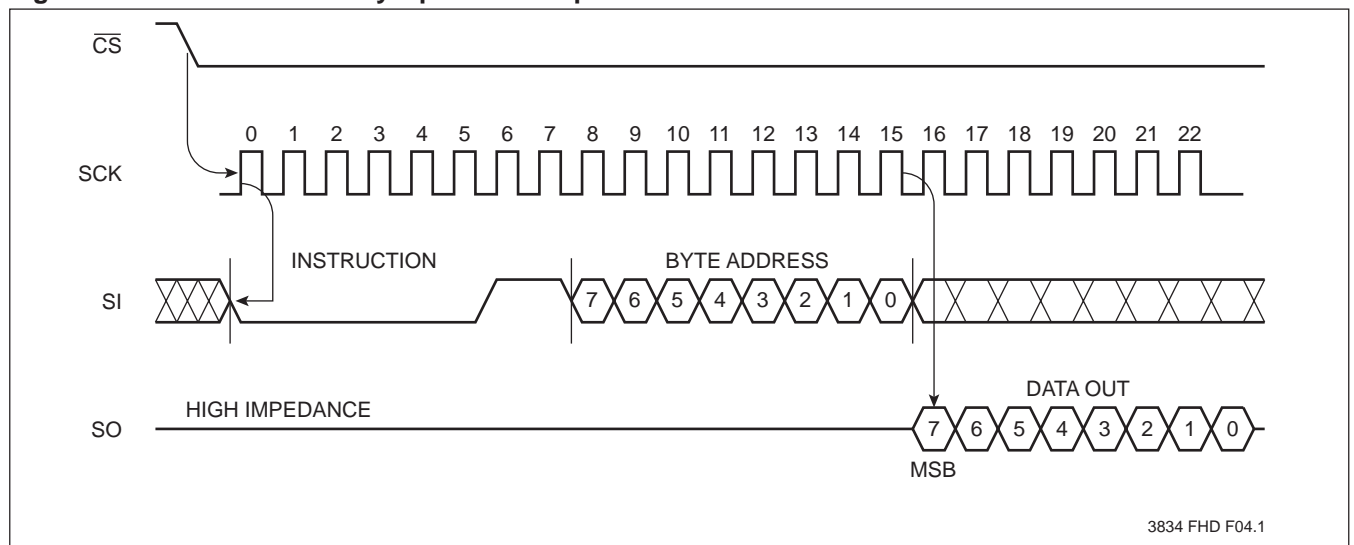 CS
0 1 2 3 4 5 6 7 8 9 10 11 12 13 14 15 16 17 18 19 20 21 22
SCK
INSTRUCTION
BYTE ADDRESS
SI
7 6 5 4 3 2 1 0
DATA OUT
HIGH IMPEDANCE
SO
7 6 5 4 3 2 1 0
MSB
3834 FHD F04.1